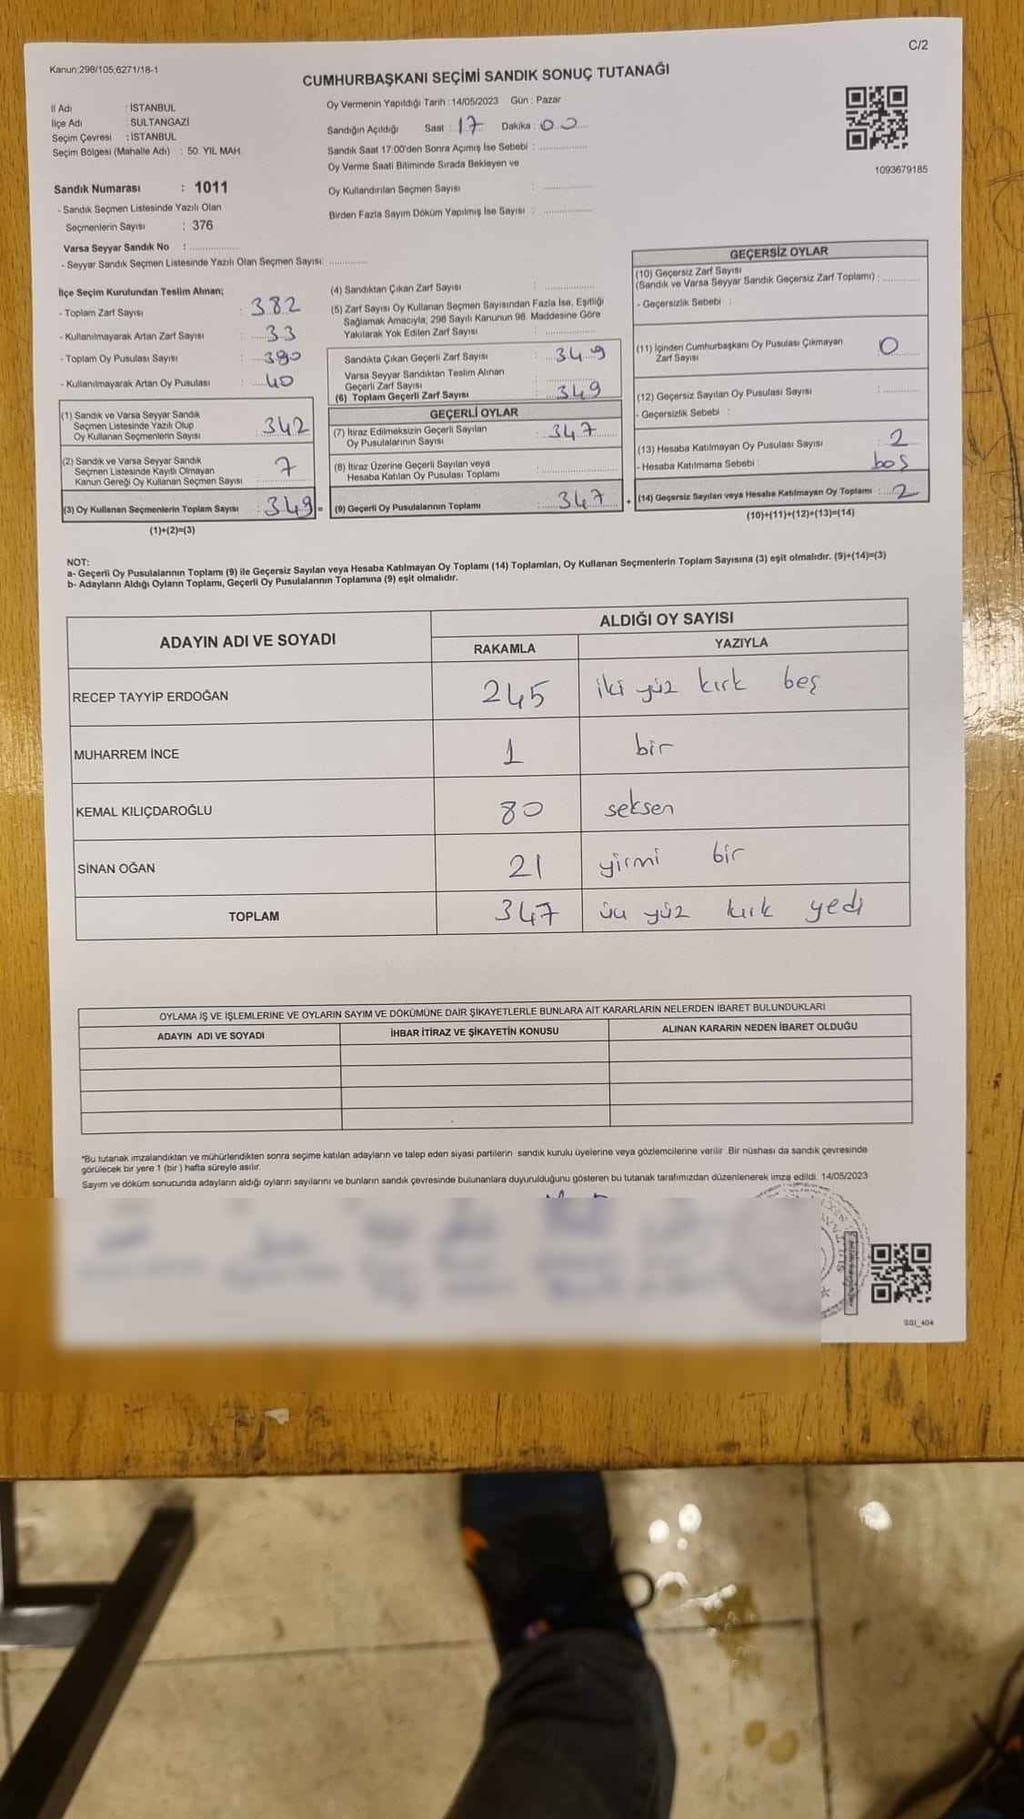 C/2
Kanun:298/105,6271/18-1
CUMHURBAŞKANI SEÇİMİ SANDIK SONUÇ TUTANAĞI
İl Adı : İSTANBUL
İlçe Adı : SULTANGAZİ
Seçim Çevresi : İSTANBUL
Seçim Bölgesi (Mahalle Adı) : 50. YIL MAH.
Oy Vermenin Yapıldığı Tarih :14/05/2023 Gün : Pazar
Sandığın Açıldığı Saat : 17 Dakika : 00
Sandık Saat 17:00'den Sonra Açımış İse Sebebi :
Oy Verme Saati Bitiminde Sırada Bekleyen ve
Oy Kullandırılan Seçmen Sayısı :
Birden Fazla Sayım Döküm Yapılmış İse Sayısı :
1093679185
Sandık Numarası : 1011
- Sandık Seçmen Listesinde Yazılı Olan
Seçmenlerin Sayısı : 376
Varsa Seyyar Sandık No :
- Seyyar Sandık Seçmen Listesinde Yazılı Olan Seçmen Sayısı:
İlçe Seçim Kurulundan Teslim Alınan;
- Toplam Zarf Sayısı : 382
- Kullanılmayarak Artan Zarf Sayısı : 33
- Toplam Oy Pusulası Sayısı : 380
- Kullanılmayarak Artan Oy Pusulası : 40
(1) Sandık ve Varsa Seyyar Sandık
Seçmen Listesinde Yazılı Olup
Oy Kullanan Seçmenlerin Sayısı : 342
(2) Sandık ve Varsa Seyyar Sandık
Seçmen Listesinde Kayıtlı Olmayan
Kanun Gereği Oy Kullanan Seçmen Sayısı : 7
(3) Oy Kullanan Seçmenlerin Toplam Sayısı : 349 =
(1)+(2)=(3)
(4) Sandıktan Çıkan Zarf Sayısı :
(5) Zarf Sayısı Oy Kullanan Seçmen Sayısından Fazla İse, Eşitliği
Sağlamak Amacıyla, 298 Sayılı Kanunun 98. Maddesine Göre
Yakılarak Yok Edilen Zarf Sayısı :
Sandıkta Çıkan Geçerli Zarf Sayısı : 349
Varsa Seyyar Sandıktan Teslim Alınan
Geçerli Zarf Sayısı :
(6) Toplam Geçerli Zarf Sayısı : 349
GEÇERLİ OYLAR
(7) İtiraz Edilmeksizin Geçerli Sayılan
Oy Pusulalarının Sayısı : 347
(8) İtiraz Üzerine Geçerli Sayılan veya
Hesaba Katılan Oy Pusulası Toplamı :
(9) Geçerli Oy Pusulalarının Toplamı : 347 +
GEÇERSİZ OYLAR
(10) Geçersiz Zarf Sayısı
(Sandık ve Varsa Seyyar Sandık Geçersiz Zarf Toplamı) :
- Geçersizlik Sebebi :
(11) İçinden Cumhurbaşkanı Oy Pusulası Çıkmayan
Zarf Sayısı : 0
(12) Geçersiz Sayılan Oy Pusulası Sayısı :
- Geçersizlik Sebebi :
(13) Hesaba Katılmayan Oy Pusulası Sayısı : 2
- Hesaba Katılmama Sebebi : boş
(14) Geçersiz Sayılan veya Hesaba Katılmayan Oy Toplamı : 2
(10)+(11)+(12)+(13)=(14)
NOT:
a- Geçerli Oy Pusulalarının Toplamı (9) ile Geçersiz Sayılan veya Hesaba Katılmayan Oy Toplamı (14) Toplamları, Oy Kullanan Seçmenlerin Toplam Sayısına (3) eşit olmalıdır. (9)+(14)=(3)
b- Adayların Aldığı Oyların Toplamı, Geçerli Oy Pusulalarının Toplamına (9) eşit olmalıdır.
ADAYIN ADI VE SOYADI
ALDIĞI OY SAYISI
RAKAMLA YAZIYLA
RECEP TAYYİP ERDOĞAN 245 iki yüz kırk beş
MUHARREM İNCE 1 bir
KEMAL KILIÇDAROĞLU 80 seksen
SİNAN OĞAN 21 yirmi bir
TOPLAM 347 üç yüz kırk yedi
OYLAMA İŞ VE İŞLEMLERİNE VE OYLARIN SAYIM VE DÖKÜMÜNE DAİR ŞİKAYETLERLE BUNLARA AİT KARARLARIN NELERDEN İBARET BULUNDUKLARI
ADAYIN ADI VE SOYADI İHBAR İTİRAZ VE ŞİKAYETİN KONUSU ALINAN KARARIN NEDEN İBARET OLDUĞU
*Bu tutanak imzalandıktan ve mühürlendikten sonra seçime katılan adayların ve talep eden siyasi partilerin sandık kurulu üyelerine veya gözlemcilerine verilir. Bir nüshası da sandık çevresinde
görülecek bir yere 1 (bir) hafta süreyle asılır.
Sayım ve döküm sonucunda adayların aldığı oyların sayılarını ve bunların sandık çevresinde bulunanlara duyurulduğunu gösteren bu tutanak tarafımızdan düzenlenerek imza edildi. 14/05/2023